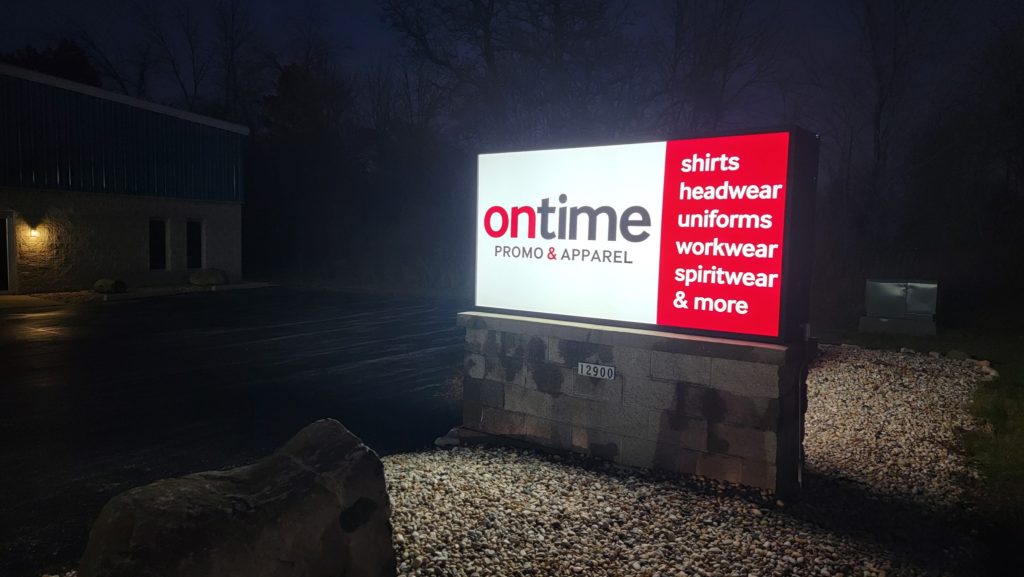 ontime
PROMO & APPAREL
shirts
headwear
uniforms
workwear
spiritwear
& more
12900